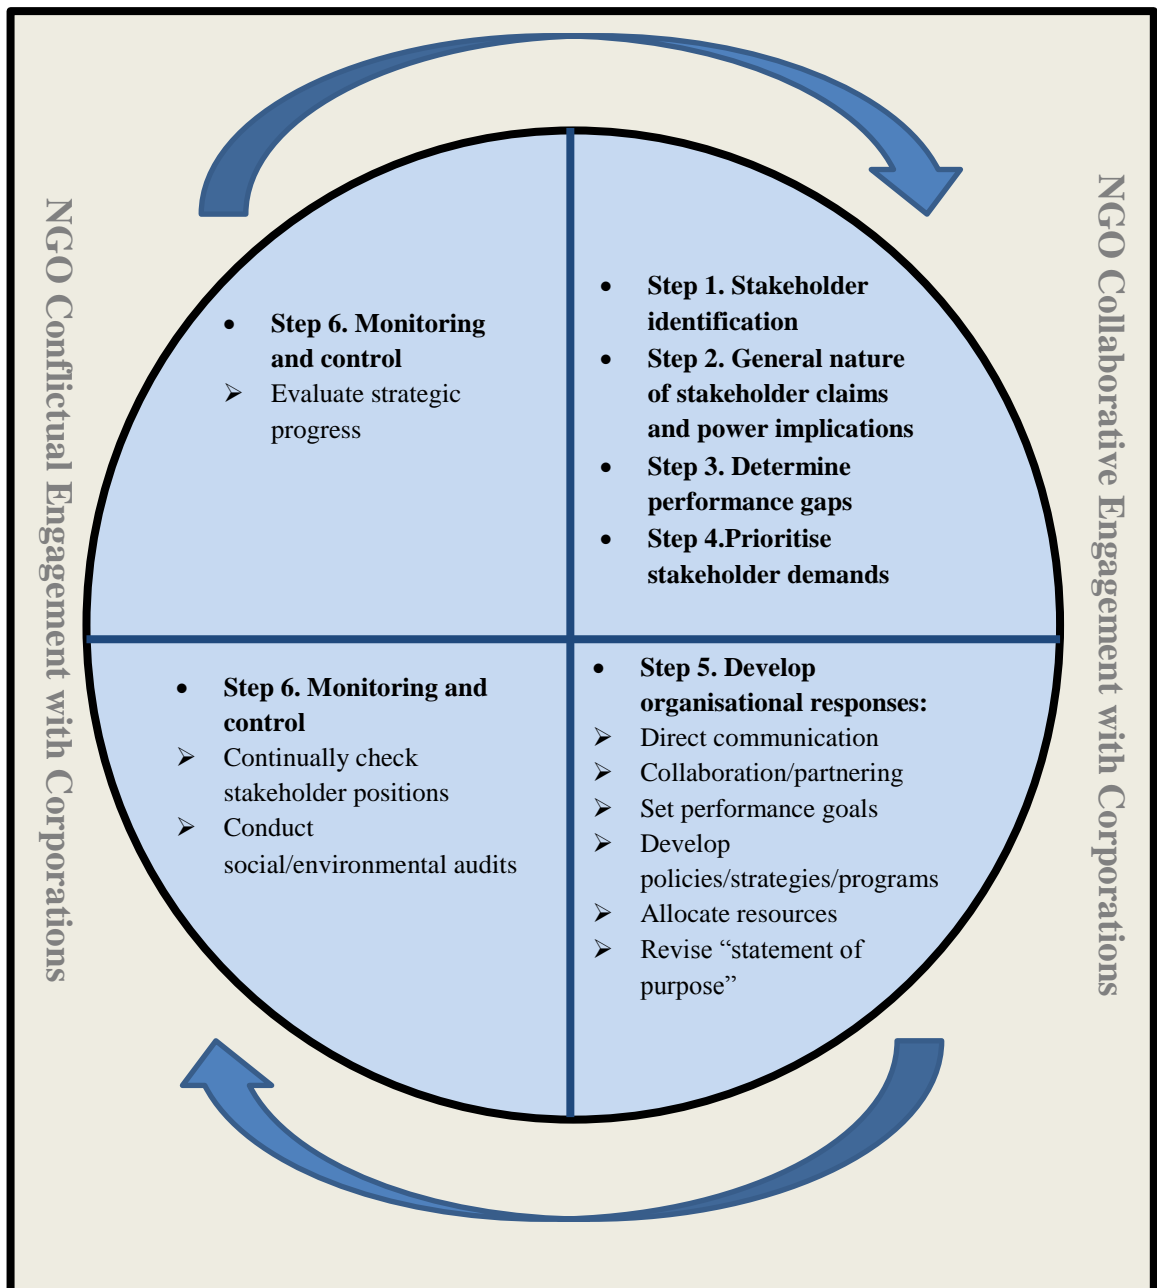 NGO Conflictual Engagement with Corporations
• Step 6. Monitoring
and control
➢ Evaluate strategic
progress
• Step 1. Stakeholder
identification
• Step 2. General nature
of stakeholder claims
and power implications
• Step 3. Determine
performance gaps
• Step 4.Prioritise
stakeholder demands
• Step 6. Monitoring and
control
➢ Continually check
stakeholder positions
➢ Conduct
social/environmental audits
• Step 5. Develop
organisational responses:
➢ Direct communication
➢ Collaboration/partnering
➢ Set performance goals
➢ Develop
policies/strategies/programs
➢ Allocate resources
➢ Revise “statement of
purpose”
NGO Collaborative Engagement with Corporations